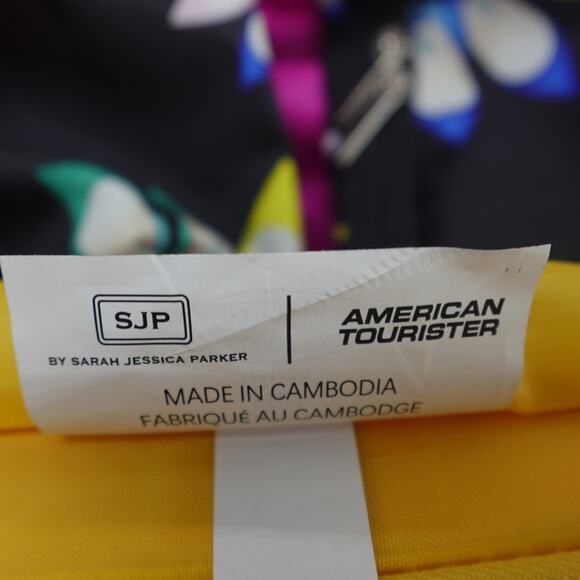 SJP
BY SARAH JESSICA PARKER
AMERICAN
TOURISTER
MADE IN CAMBODIA
FABRIQUÉ AU CAMBODGE